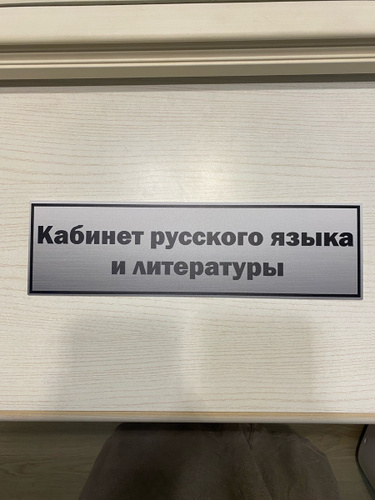 Кабинет русского языка
и литературы